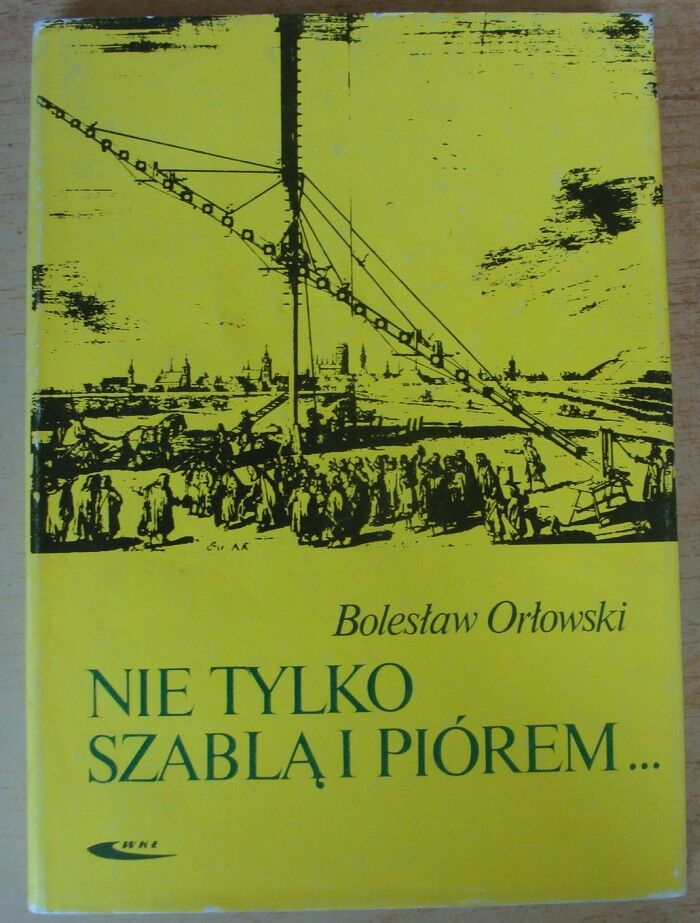 Bolesław Orłowski
NIE TYLKO
SZABLĄ I PIÓREM...
WKŁ